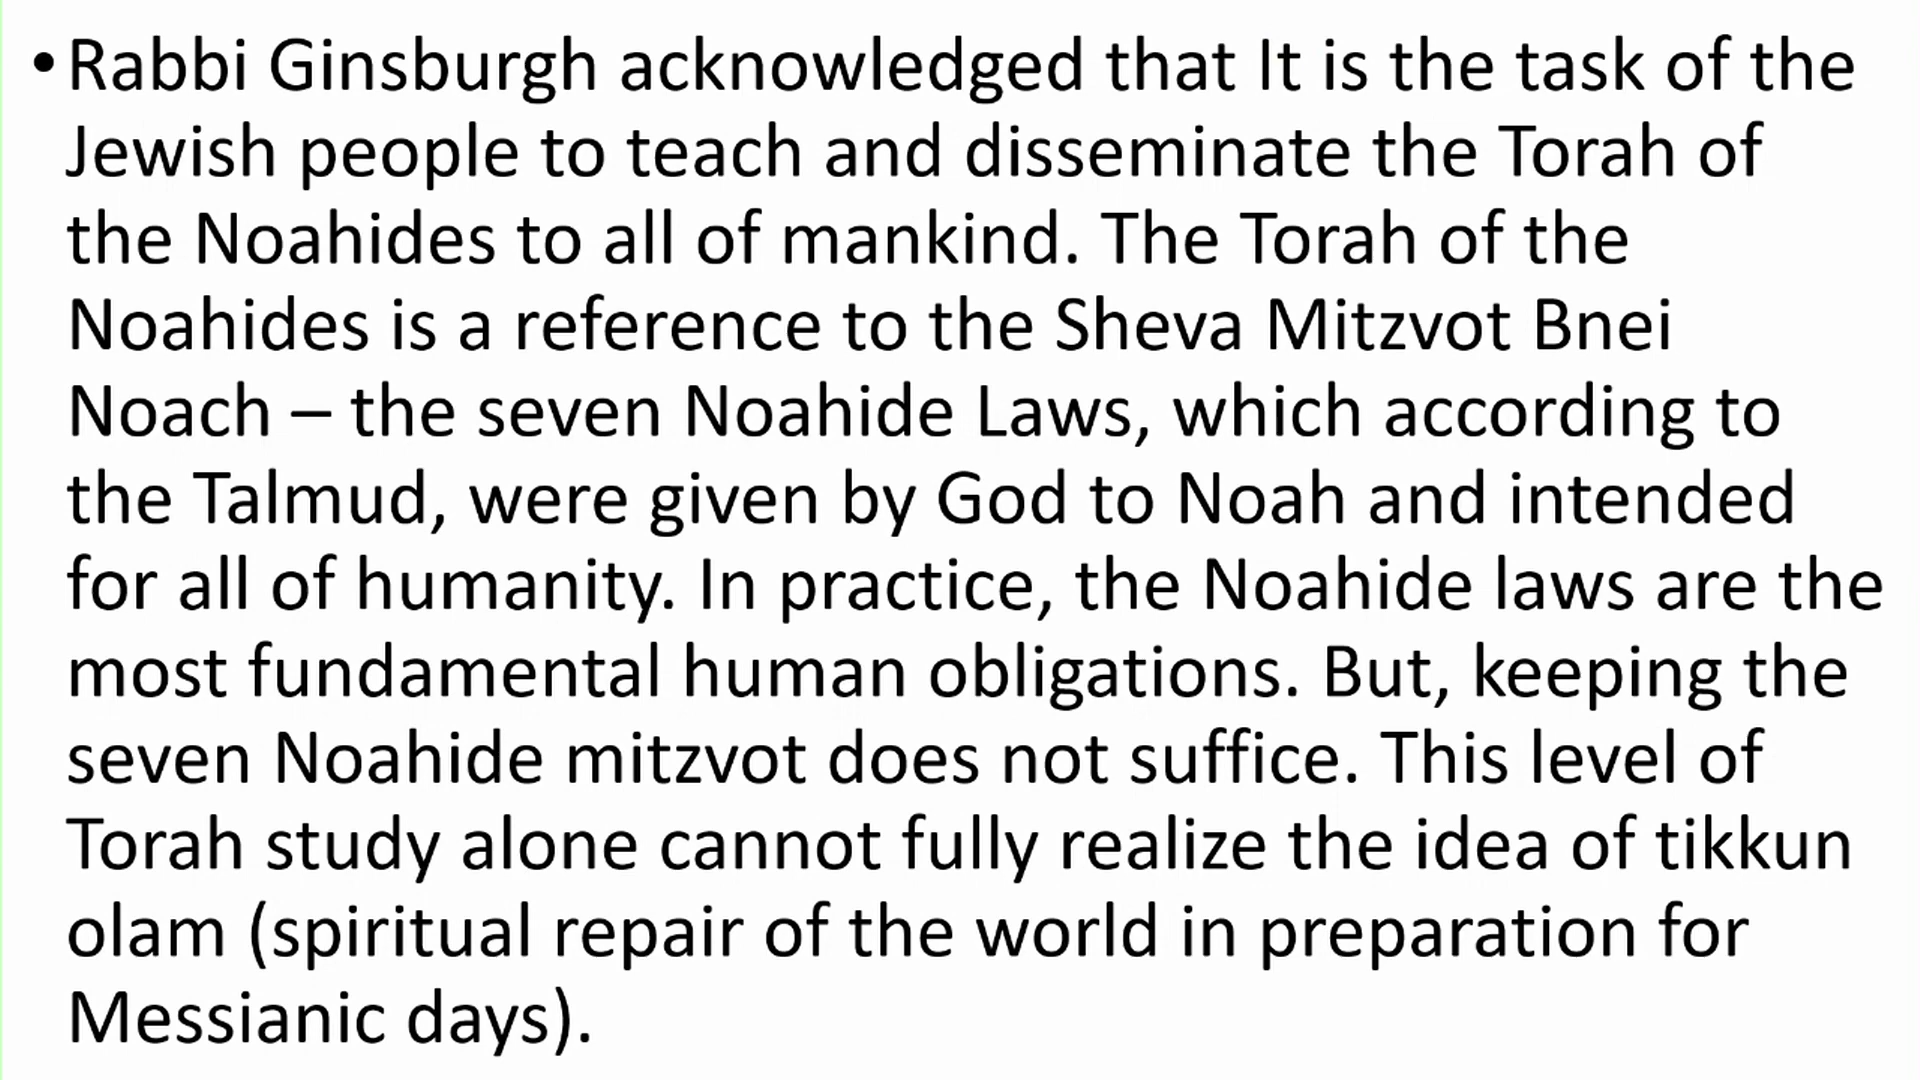 • Rabbi Ginsburgh acknowledged that It is the task of the
Jewish people to teach and disseminate the Torah of
the Noahides to all of mankind. The Torah of the
Noahides is a reference to the Sheva Mitzvot Bnei
Noach – the seven Noahide Laws, which according to
the Talmud, were given by God to Noah and intended
for all of humanity. In practice, the Noahide laws are the
most fundamental human obligations. But, keeping the
seven Noahide mitzvot does not suffice. This level of
Torah study alone cannot fully realize the idea of tikkun
olam (spiritual repair of the world in preparation for
Messianic days).